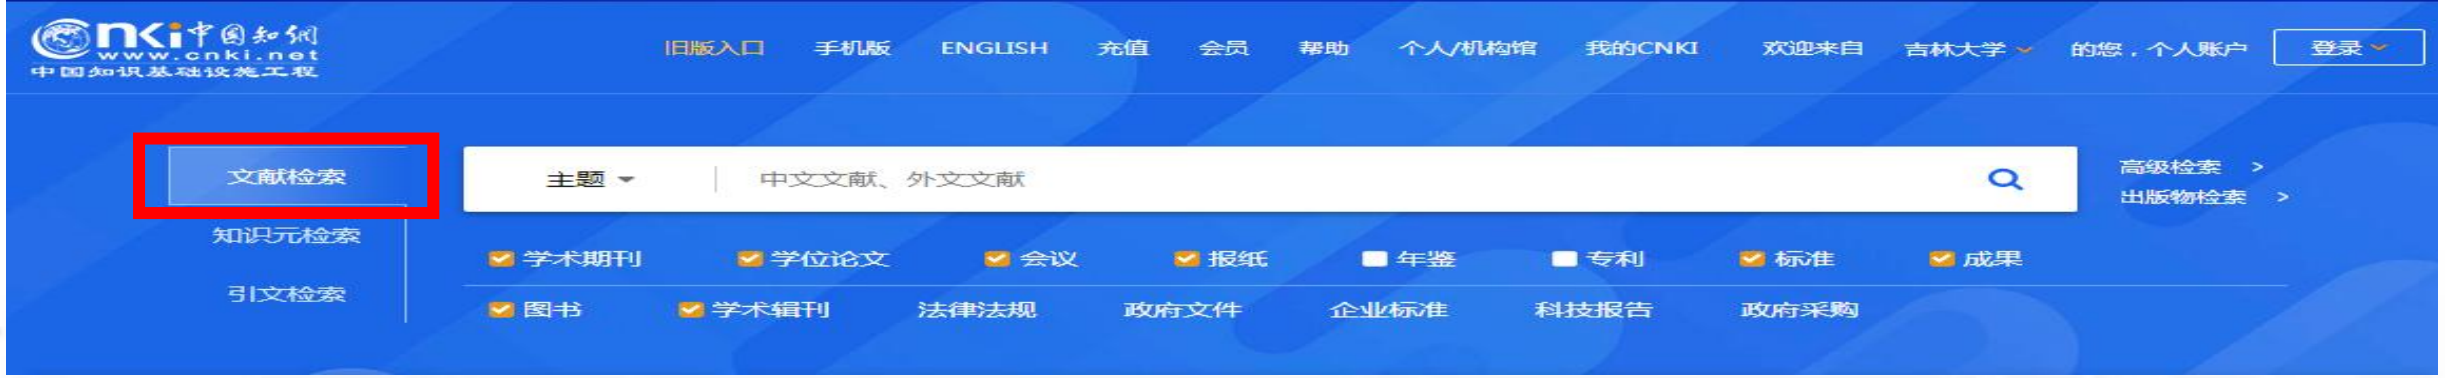 cnki中国知网
www.cnki.net
中国知识基础设施工程
旧版入口 手机版 ENGLISH 充值 会员 帮助 个人/机构馆 我的CNKI 欢迎来自 吉林大学 的您，个人账户 登录
文献检索
主题 中文文献、外文文献
高级检索 >
出版物检索 >
知识元检索
引文检索
学术期刊 学位论文 会议 报纸 年鉴 专利 标准 成果
图书 学术辑刊 法律法规 政府文件 企业标准 科技报告 政府采购